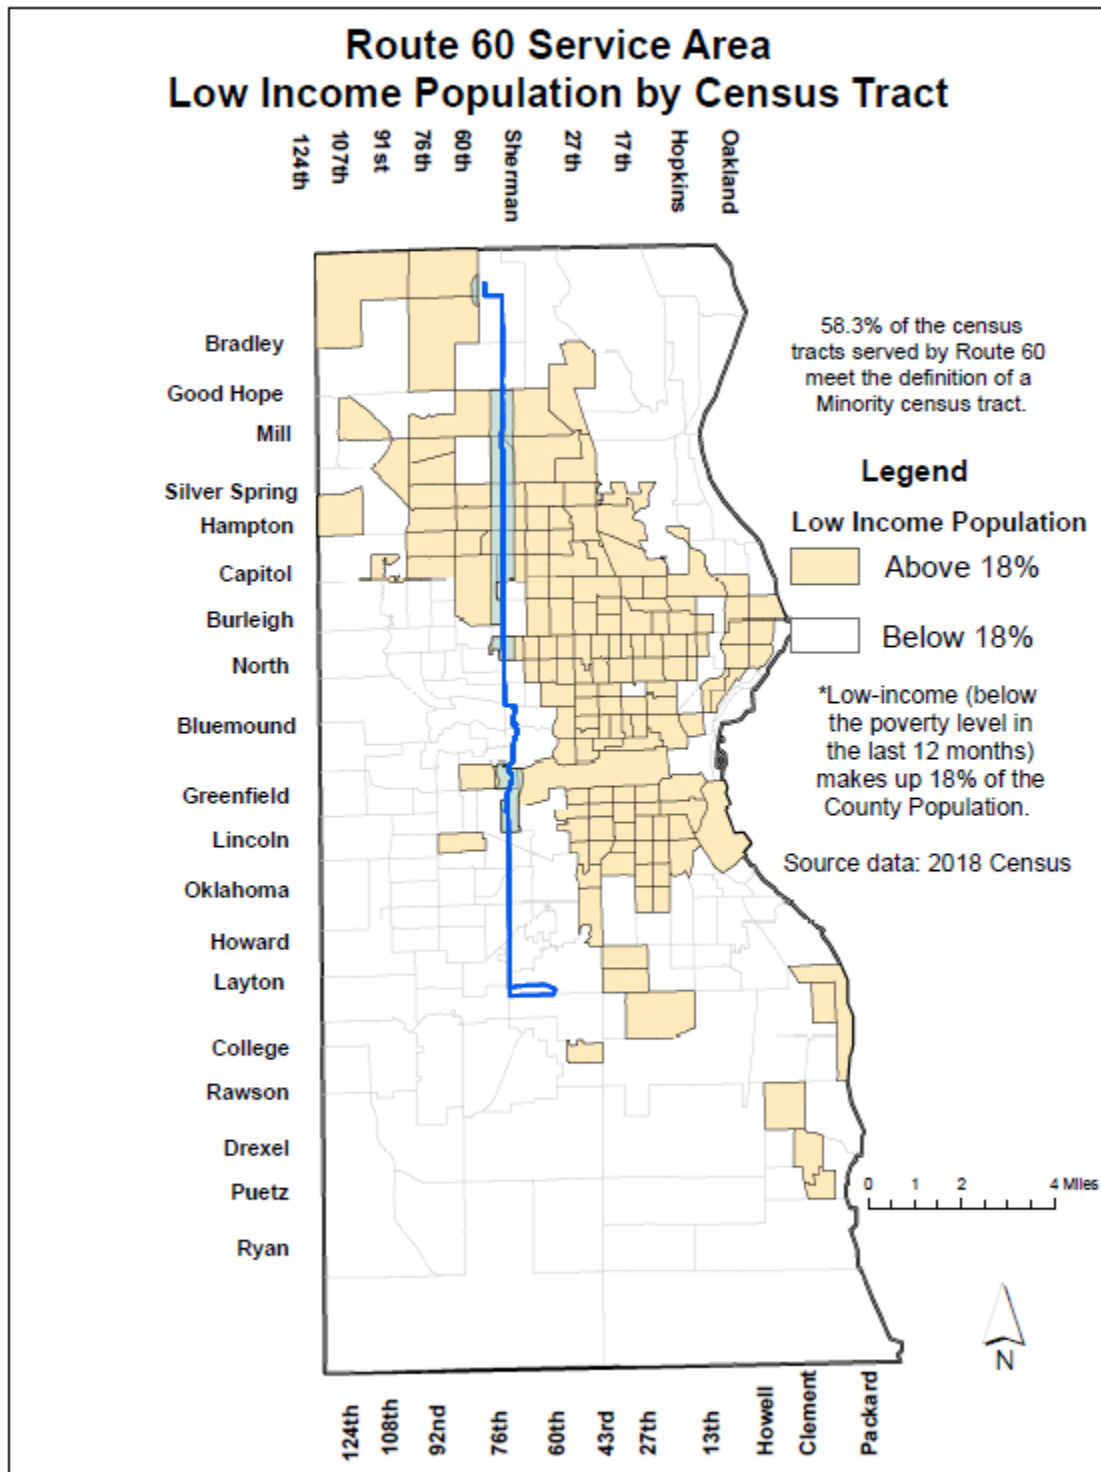 Route 60 Service Area
Low Income Population by Census Tract
124th
107th
91st
76th
60th
Sherman
27th
17th
Hopkins
Oakland
Bradley
Good Hope
Mill
Silver Spring
Hampton
Capitol
Burleigh
North
Bluemound
Greenfield
Lincoln
Oklahoma
Howard
Layton
College
Rawson
Drexel
Puetz
Ryan
58.3% of the census
tracts served by Route 60
meet the definition of a
Minority census tract.
Legend
Low Income Population
Above 18%
Below 18%
*Low-income (below
the poverty level in
the last 12 months)
makes up 18% of the
County Population.
Source data: 2018 Census
0 1 2 4 Miles
N
124th
108th
92nd
76th
60th
43rd
27th
13th
Howell
Clement
Packard